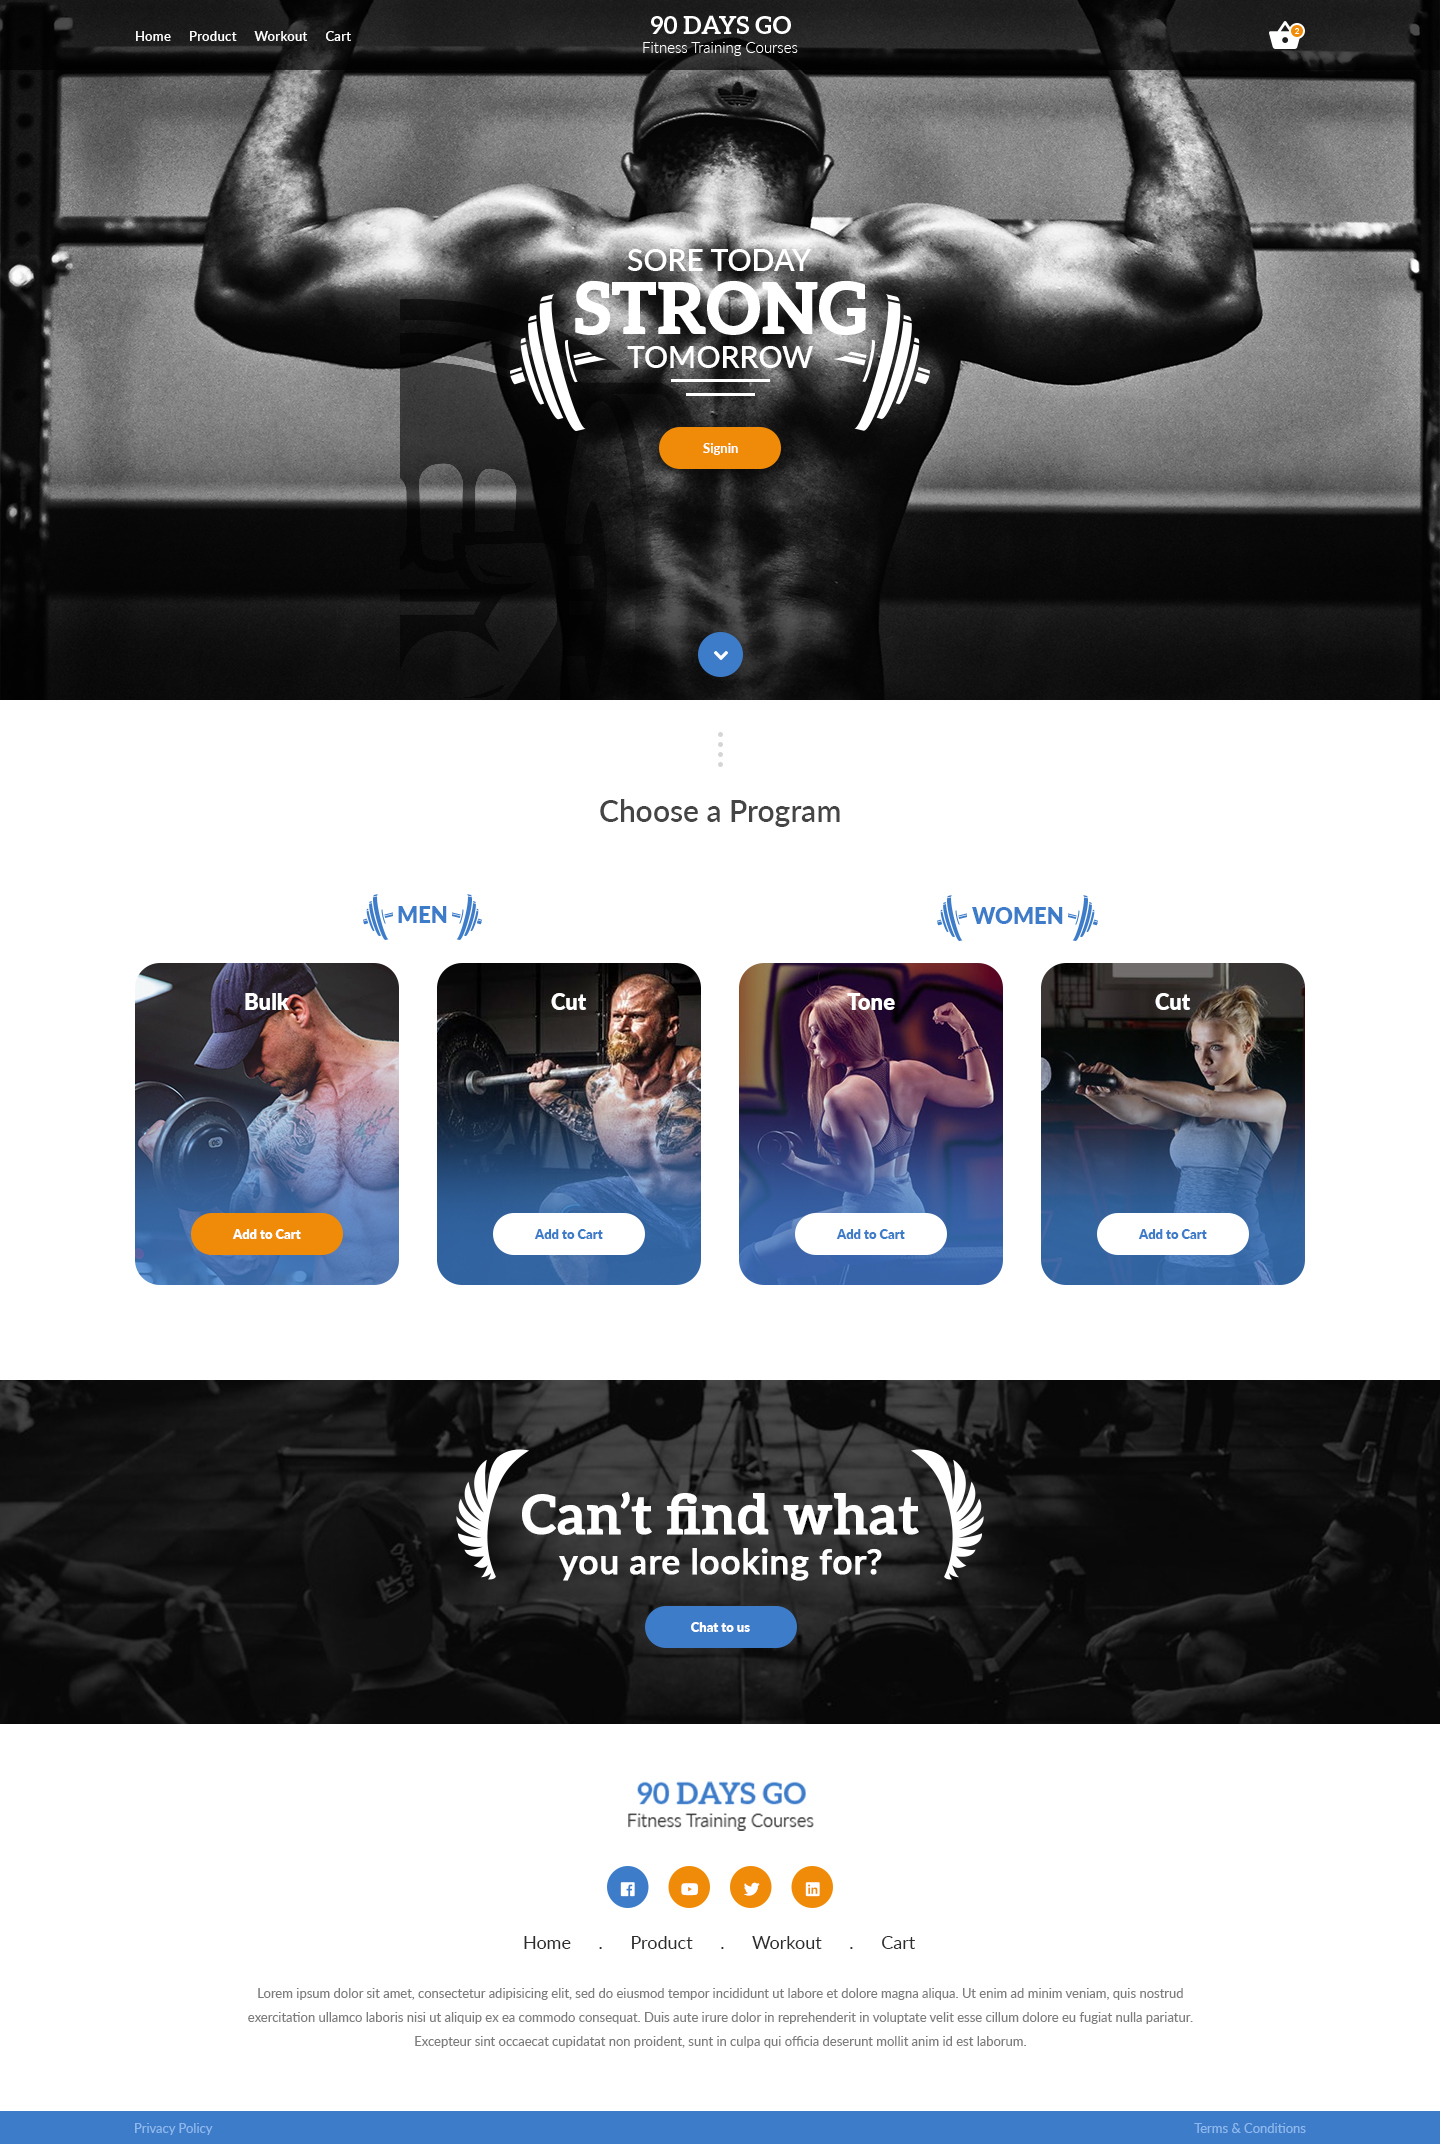 Home Product Workout Cart
90 DAYS GO
Fitness Training Courses
2
SORE TODAY
STRONG
TOMORROW
Signin
Choose a Program
MEN
WOMEN
Bulk
Cut
Tone
Cut
Add to Cart
Add to Cart
Add to Cart
Add to Cart
Can't find what
you are looking for?
Chat to us
90 DAYS GO
Fitness Training Courses
Home . Product . Workout . Cart
Lorem ipsum dolor sit amet, consectetur adipisicing elit, sed do eiusmod tempor incididunt ut labore et dolore magna aliqua. Ut enim ad minim veniam, quis nostrud
exercitation ullamco laboris nisi ut aliquip ex ea commodo consequat. Duis aute irure dolor in reprehenderit in voluptate velit esse cillum dolore eu fugiat nulla pariatur.
Excepteur sint occaecat cupidatat non proident, sunt in culpa qui officia deserunt mollit anim id est laborum.
Privacy Policy
Terms & Conditions